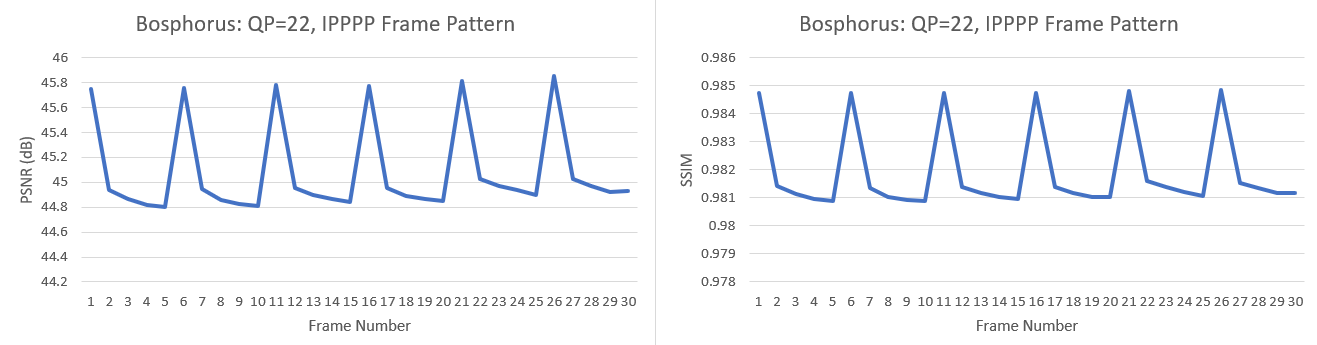 Bosphorus: QP=22, IPPPP Frame Pattern
46
45.8
45.6
45.4
45.2
45
44.8
44.6
44.4
44.2
PSNR (dB)
1 2 3 4 5 6 7 8 9 10 11 12 13 14 15 16 17 18 19 20 21 22 23 24 25 26 27 28 29 30
Frame Number
Bosphorus: QP=22, IPPPP Frame Pattern
0.986
0.985
0.984
0.983
0.982
0.981
0.98
0.979
0.978
SSIM
1 2 3 4 5 6 7 8 9 10 11 12 13 14 15 16 17 18 19 20 21 22 23 24 25 26 27 28 29 30
Frame Number